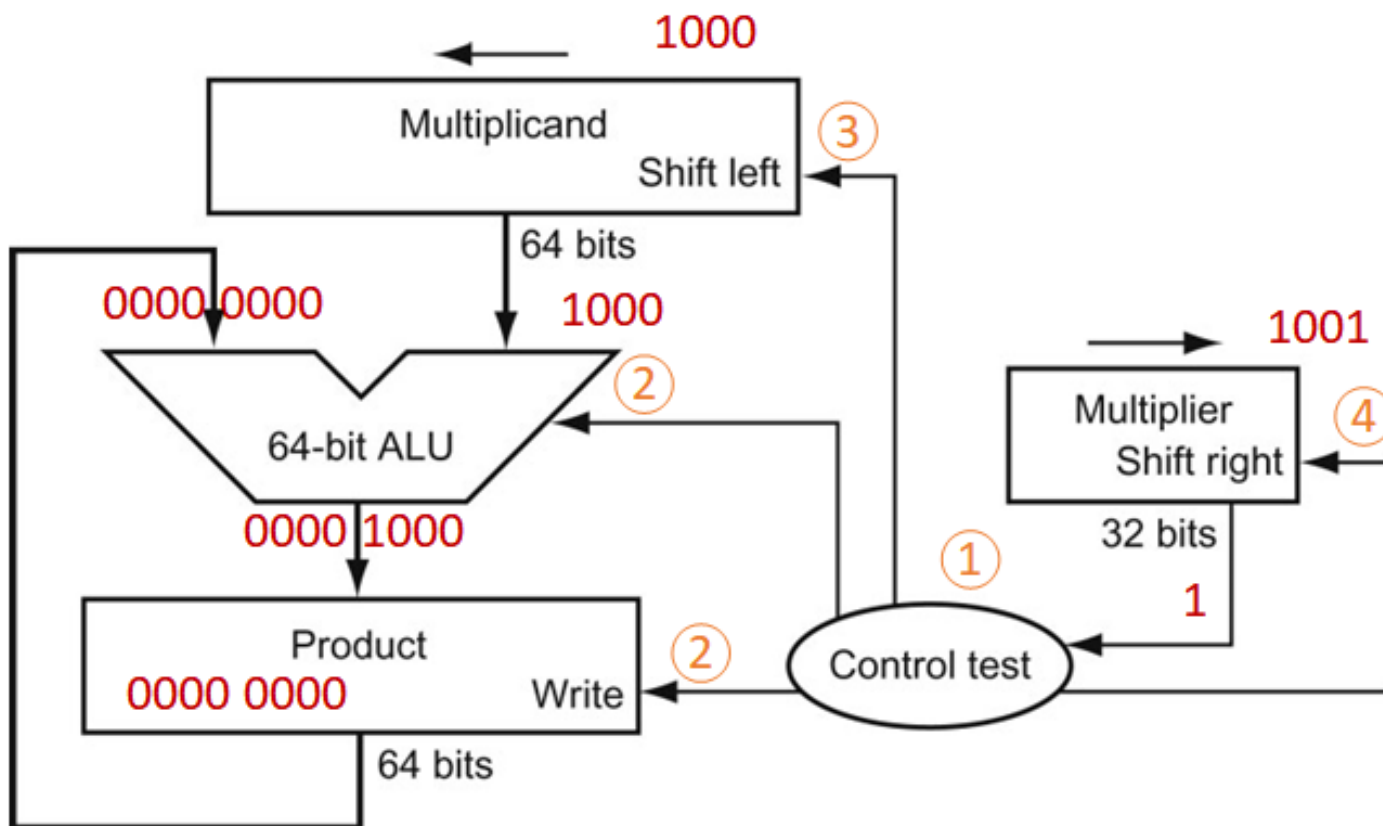 1000
Multiplicand
③
Shift left
64 bits
0000 0000
1000
1001
②
Multiplier
④
64-bit ALU
Shift right
0000 1000
32 bits
①
1
Product
②
Control test
0000 0000
Write
64 bits